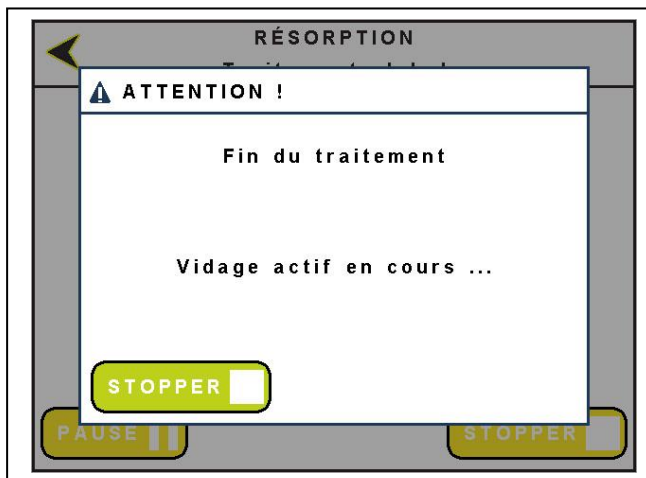 RÉSORPTION
ATTENTION !
Fin du traitement
Vidage actif en cours ...
STOPPER
PAUSE
STOPPER